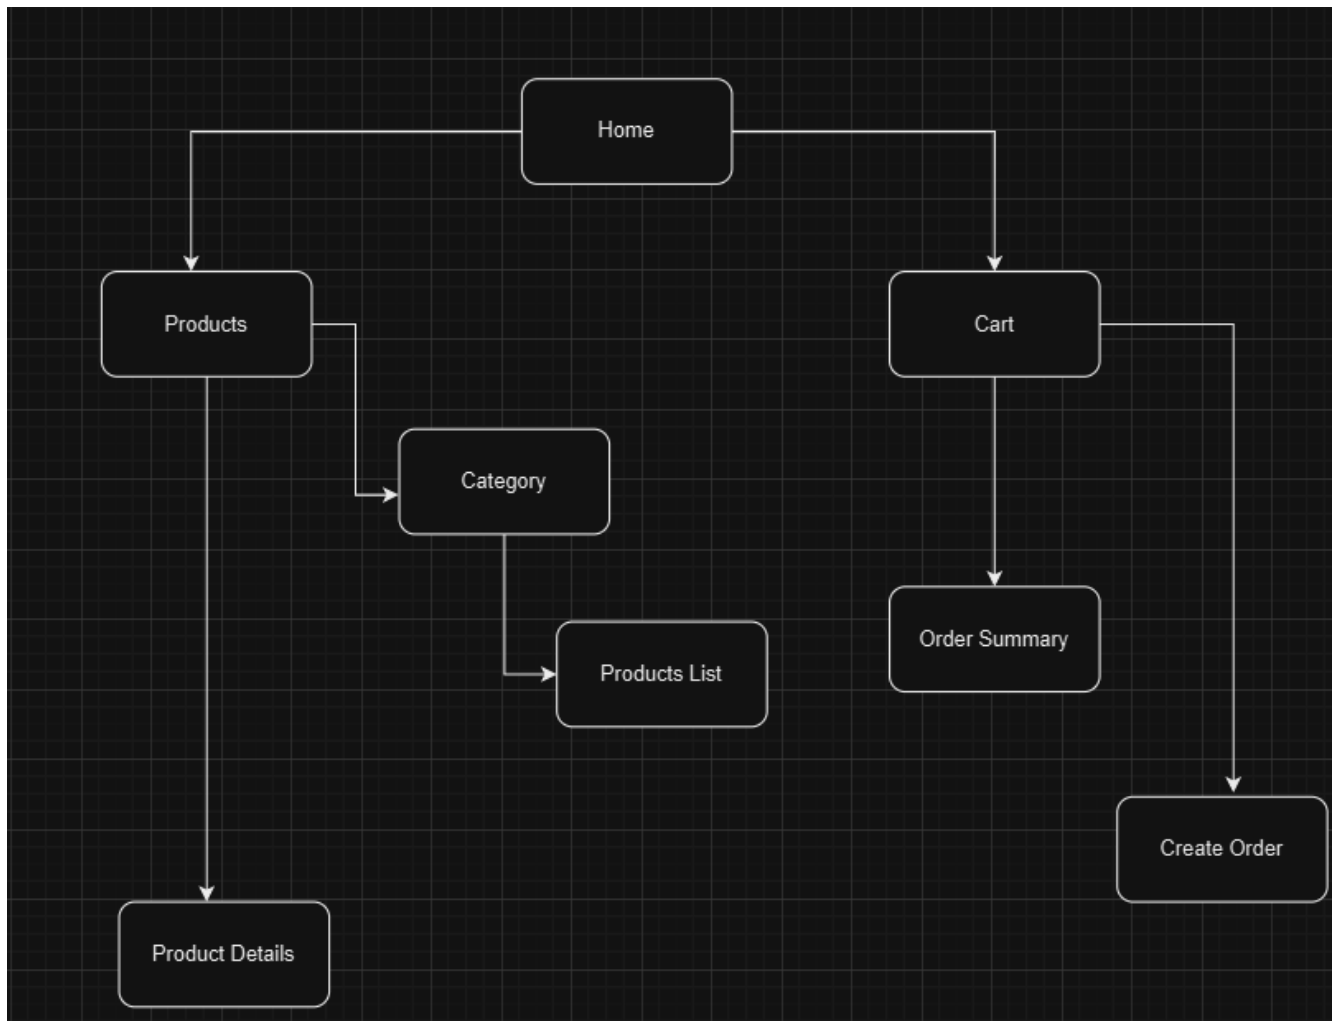 Home
Products
Cart
Category
Order Summary
Products List
Create Order
Product Details